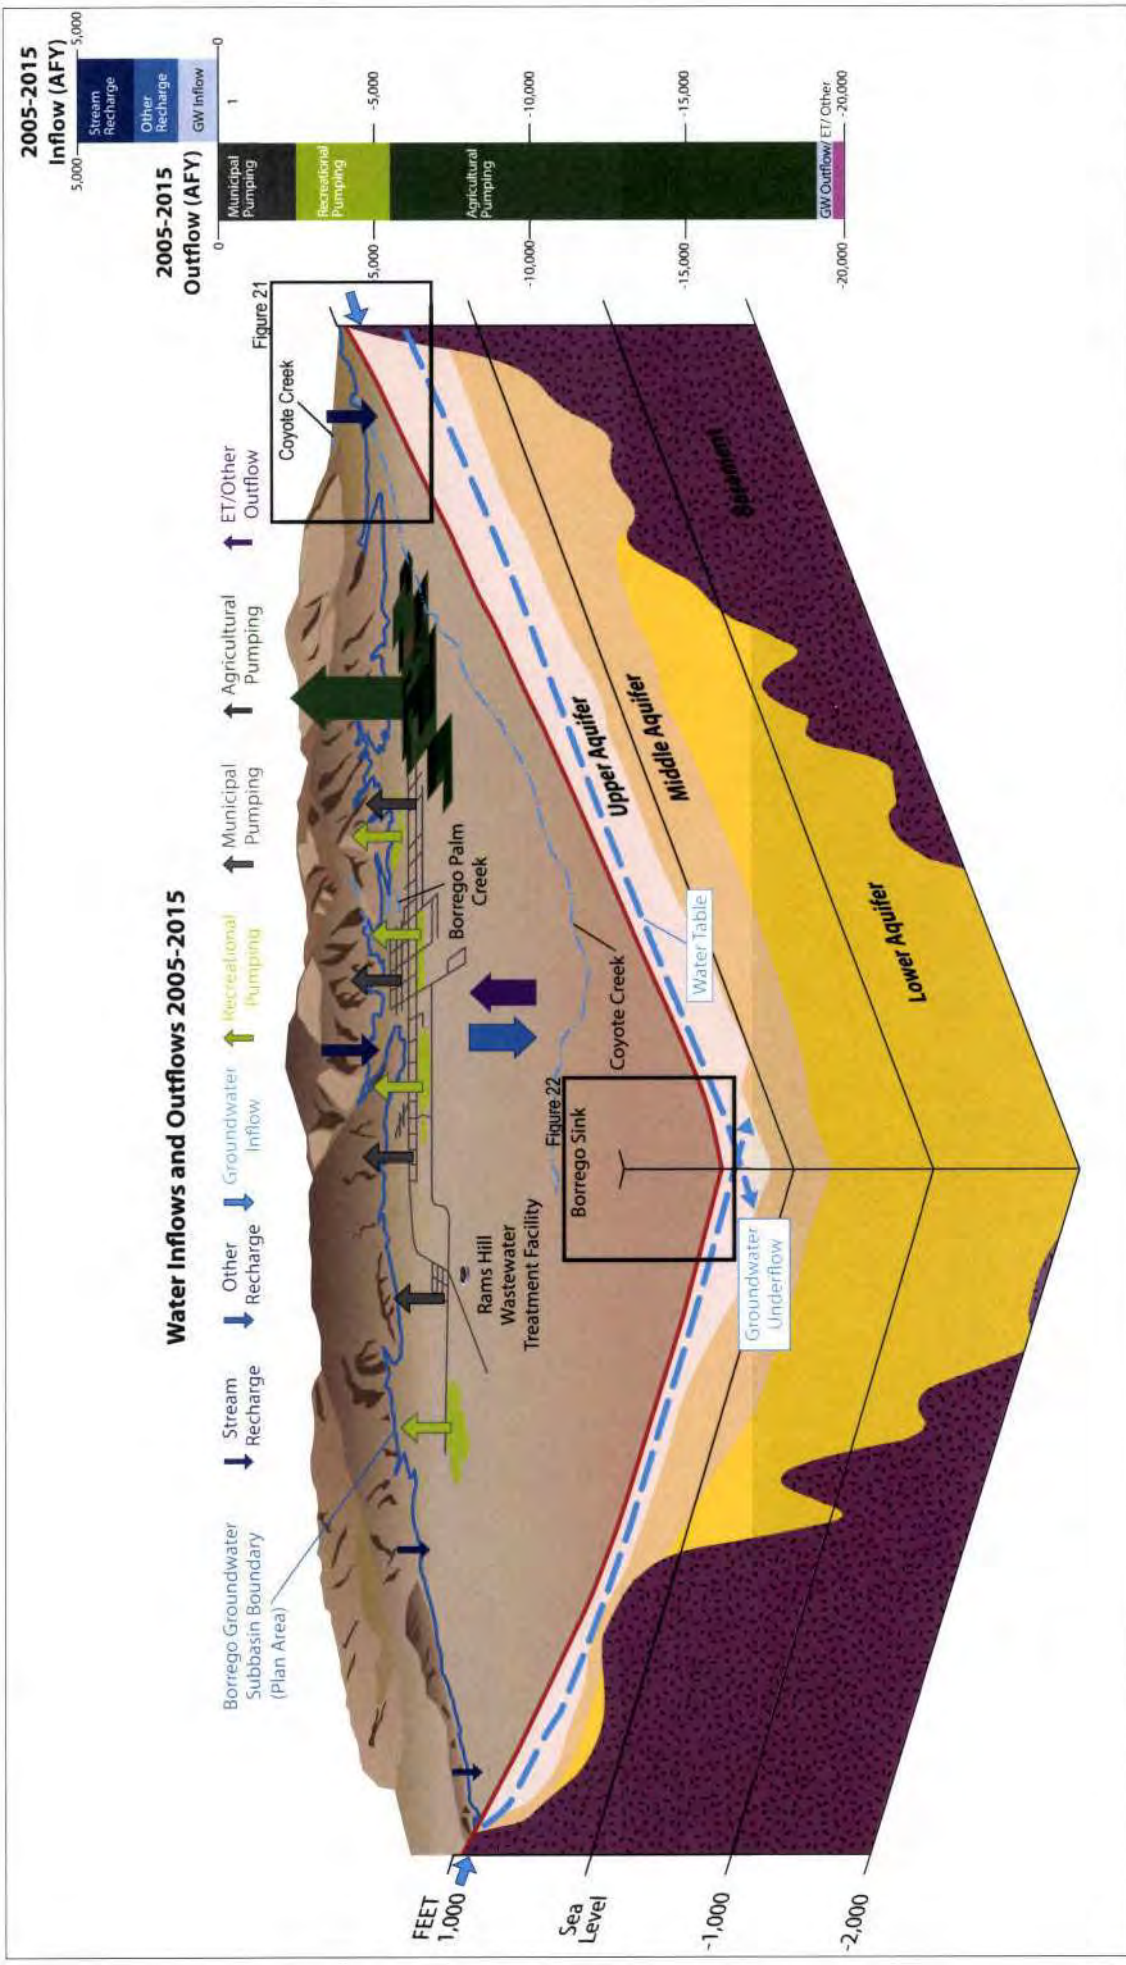 Water Inflows and Outflows 2005-2015
Borrego Groundwater
Subbasin Boundary
(Plan Area)
Stream
Recharge
Other
Recharge
Groundwater
Inflow
Recreational
Pumping
Municipal
Pumping
Agricultural
Pumping
ET/Other
Outflow
2005-2015
Inflow (AFY)
5,000
5,000
Stream
Recharge
Other
Recharge
GW Inflow
2005-2015
Outflow (AFY)
0
0
1
Municipal
Pumping
Recreational
Pumping
-5,000
-5,000
Agricultural
Pumping
-10,000
-10,000
-15,000
-15,000
GW Outflow/ ET/ Other
-20,000
-20,000
Figure 21
Coyote Creek
Borrego Palm
Creek
Rams Hill
Wastewater
Treatment Facility
Figure 22
Borrego Sink
Coyote Creek
Water Table
Groundwater
Underflow
Upper Aquifer
Middle Aquifer
Lower Aquifer
Basement
FEET
1,000
Sea
Level
-1,000
-2,000